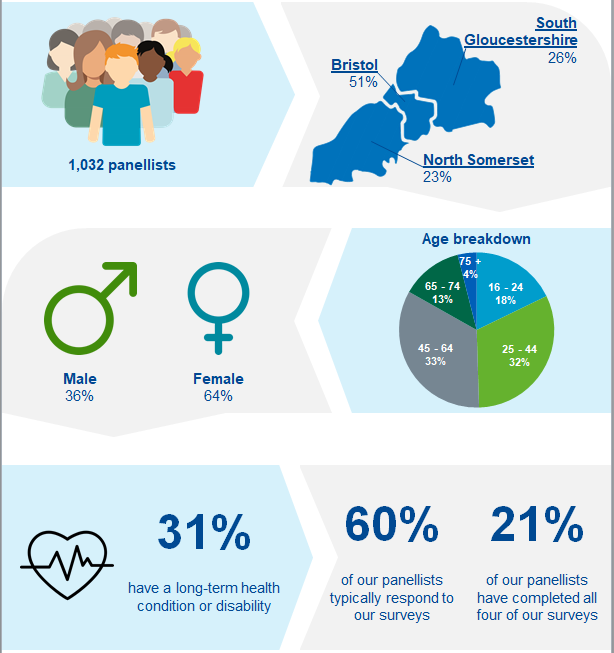 1,032 panellists
South
Gloucestershire
26%
Bristol
51%
North Somerset
23%
Male
36%
Female
64%
Age breakdown
75 +
4%
16 - 24
18%
65 - 74
13%
45 - 64
33%
25 - 44
32%
31%
have a long-term health
condition or disability
60%
of our panellists
typically respond to
our surveys
21%
of our panellists
have completed all
four of our surveys